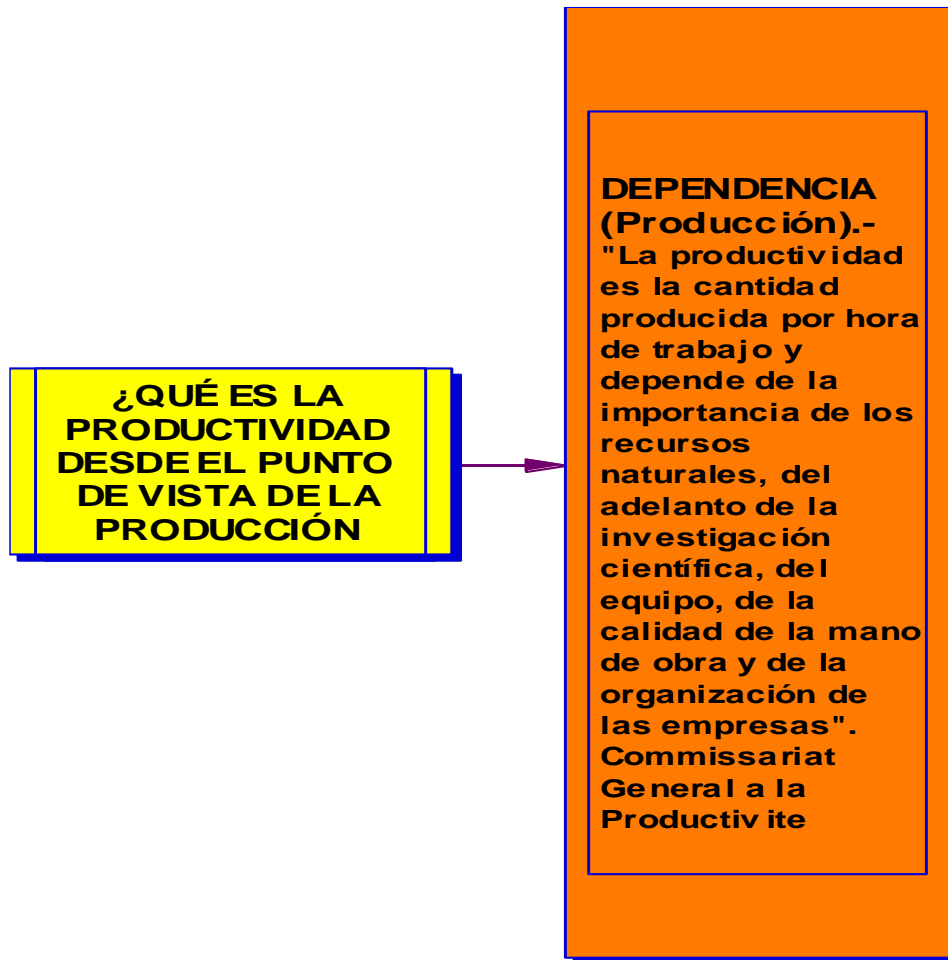 ¿QUÉ ES LA
PRODUCTIVIDAD
DESDE EL PUNTO
DE VISTA DE LA
PRODUCCIÓN
DEPENDENCIA
(Producción).-
"La productividad
es la cantidad
producida por hora
de trabajo y
depende de la
importancia de los
recursos
naturales, del
adelanto de la
investigación
científica, del
equipo, de la
calidad de la mano
de obra y de la
organización de
las empresas".
Commissariat
General a la
Productivite